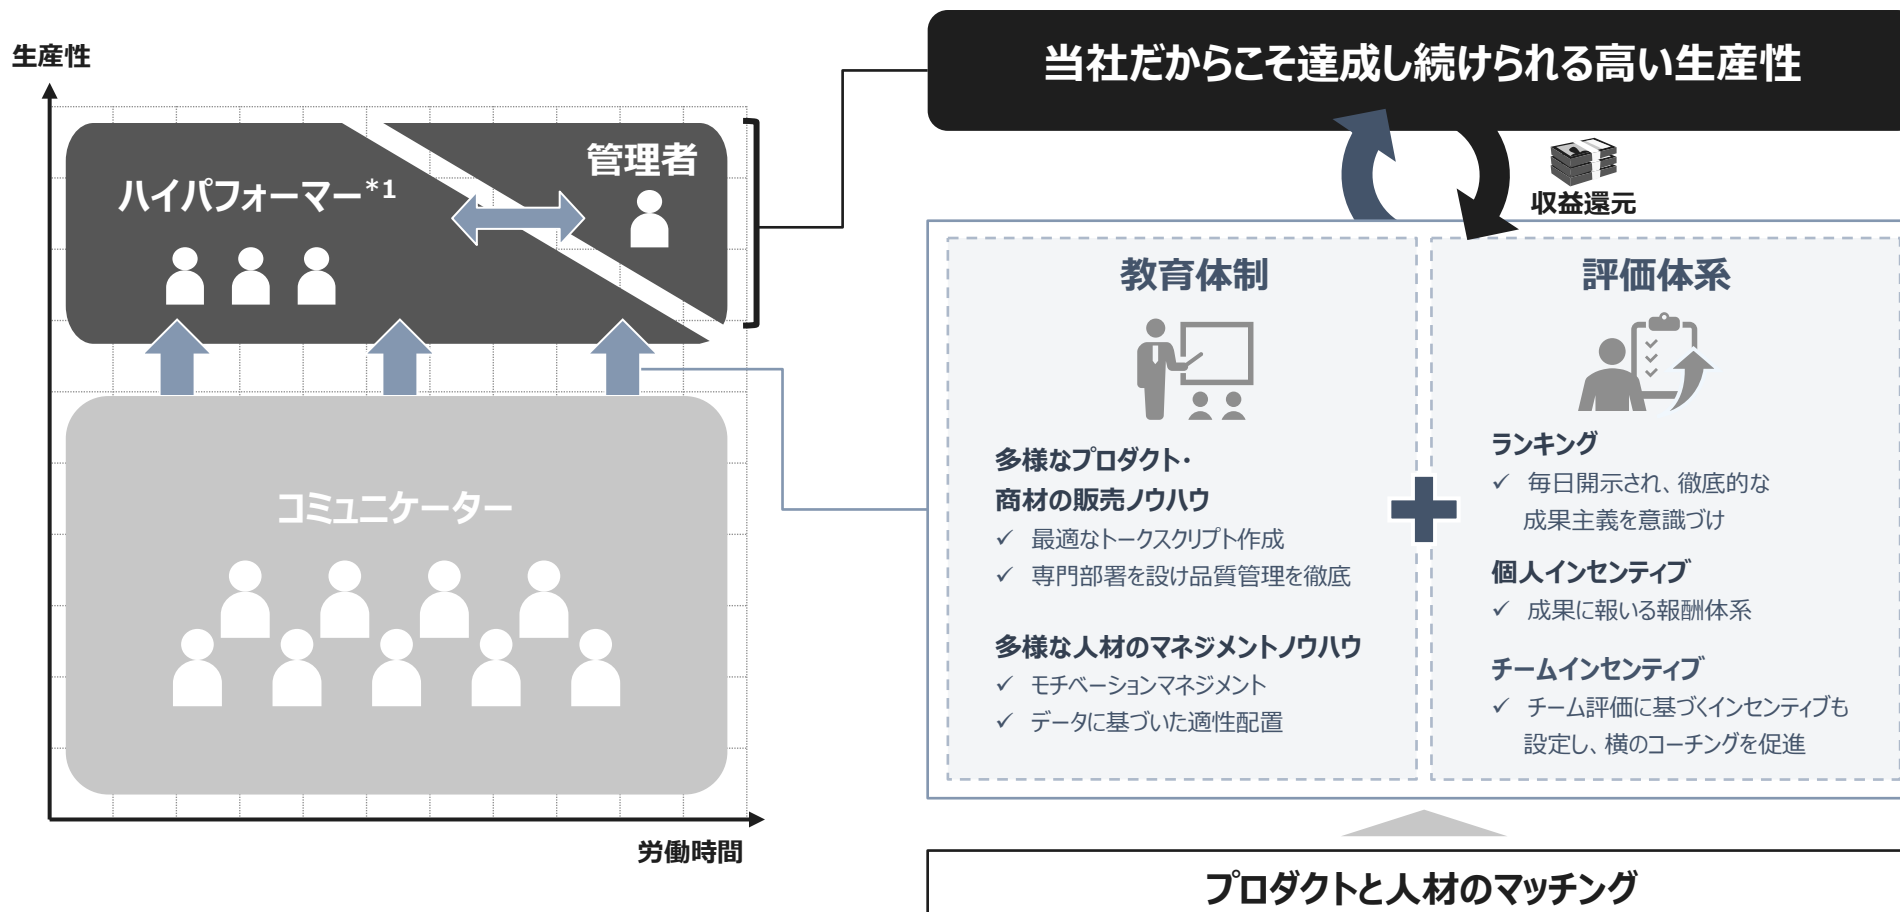 生産性
ハイパフォーマー*1
管理者
コミュニケーター
労働時間
当社だからこそ達成し続けられる高い生産性
収益還元
教育体制
多様なプロダクト・
商材の販売ノウハウ
✓ 最適なトークスクリプト作成
✓ 専門部署を設け品質管理を徹底
多様な人材のマネジメントノウハウ
✓ モチベーションマネジメント
✓ データに基づいた適性配置
評価体系
ランキング
✓ 毎日開示され、徹底的な
成果主義を意識づけ
個人インセンティブ
✓ 成果に報いる報酬体系
チームインセンティブ
✓ チーム評価に基づくインセンティブも
設定し、横のコーチングを促進
プロダクトと人材のマッチング